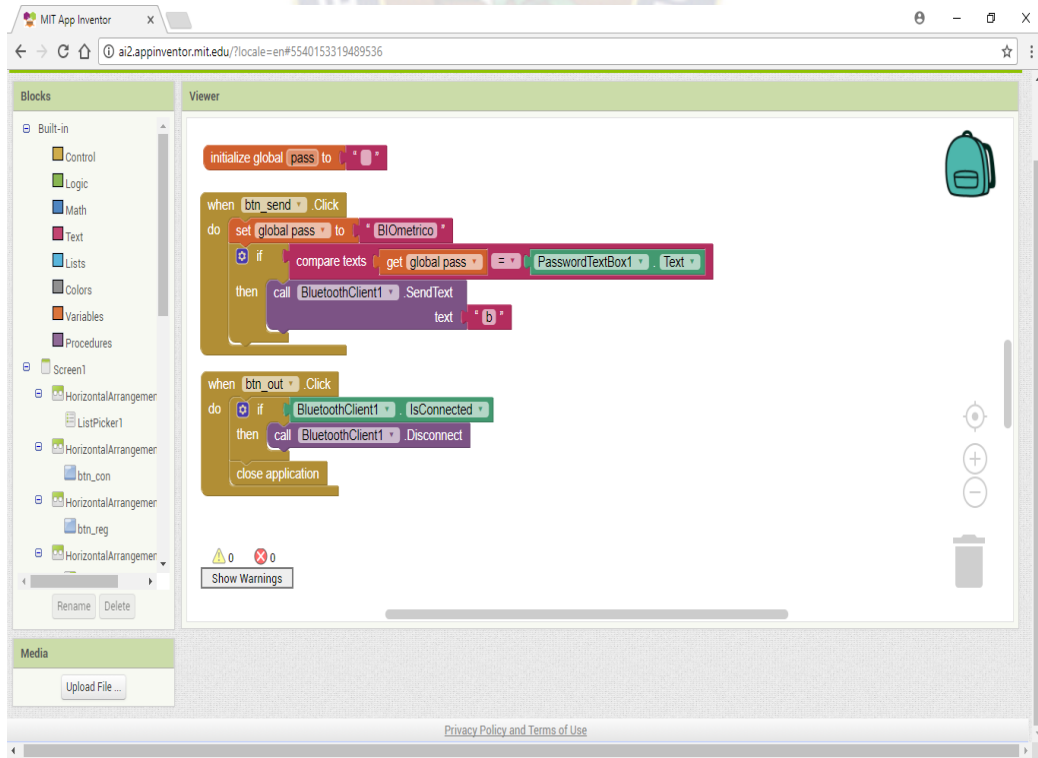 MIT App Inventor
ai2.appinventor.mit.edu/?locale=en#5540153319489536
Blocks
Built-in
Control
Logic
Math
Text
Lists
Colors
Variables
Procedures
Screen1
HorizontalArrangemer
ListPicker1
HorizontalArrangemer
btn_con
HorizontalArrangemer
btn_reg
HorizontalArrangemer
Rename Delete
Media
Upload File ...
Viewer
initialize global pass to " "
when btn_send .Click
do set global pass to " BIOmetrico "
if compare texts get global pass = PasswordTextBox1 . Text
then call BluetoothClient1 .SendText
text " b "
when btn_out .Click
do if BluetoothClient1 . IsConnected
then call BluetoothClient1 .Disconnect
close application
0 0
Show Warnings
Privacy Policy and Terms of Use